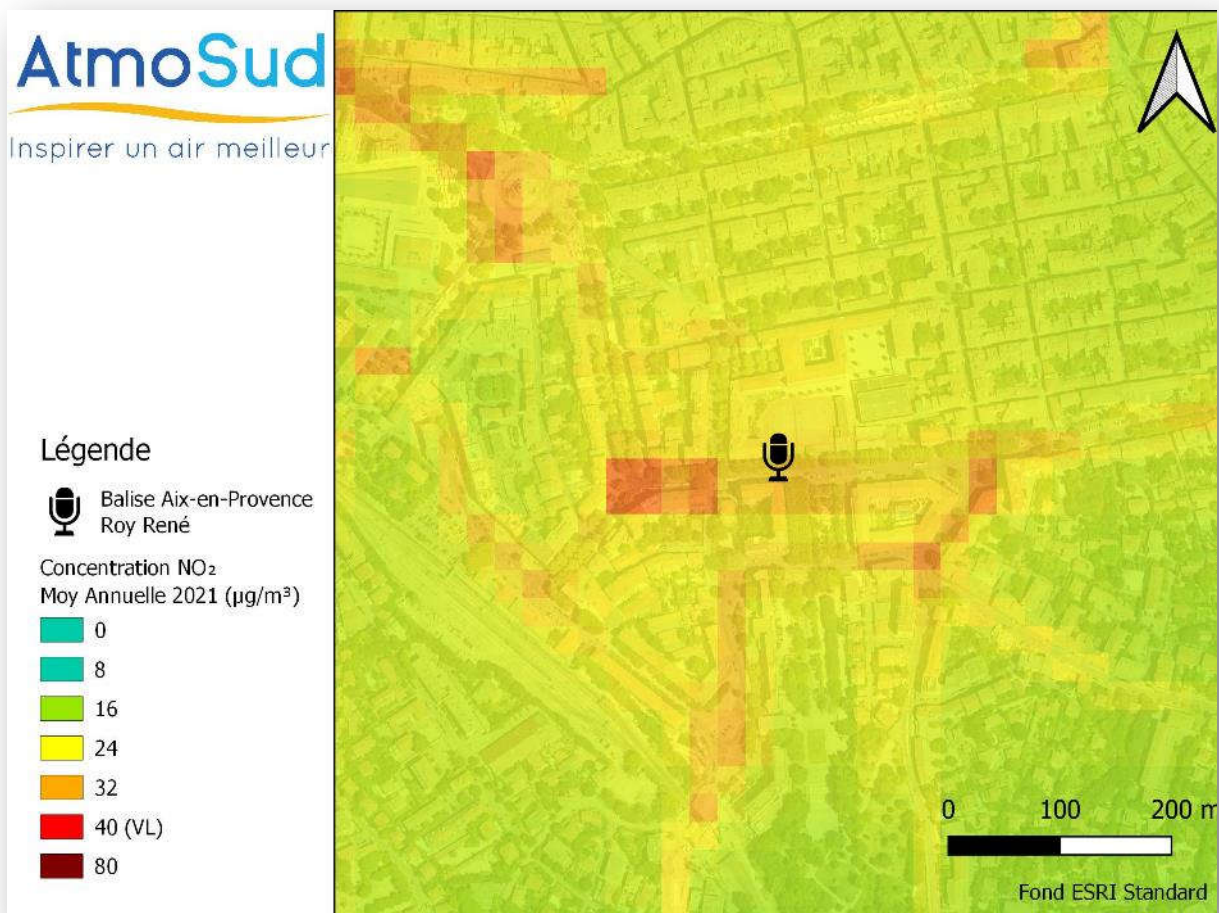 AtmoSud
Inspirer un air meilleur
Légende
Balise Aix-en-Provence
Roy René
Concentration NO₂
Moy Annuelle 2021 (µg/m³)
0
8
16
24
32
40 (VL)
80
0 100 200 m
Fond ESRI Standard